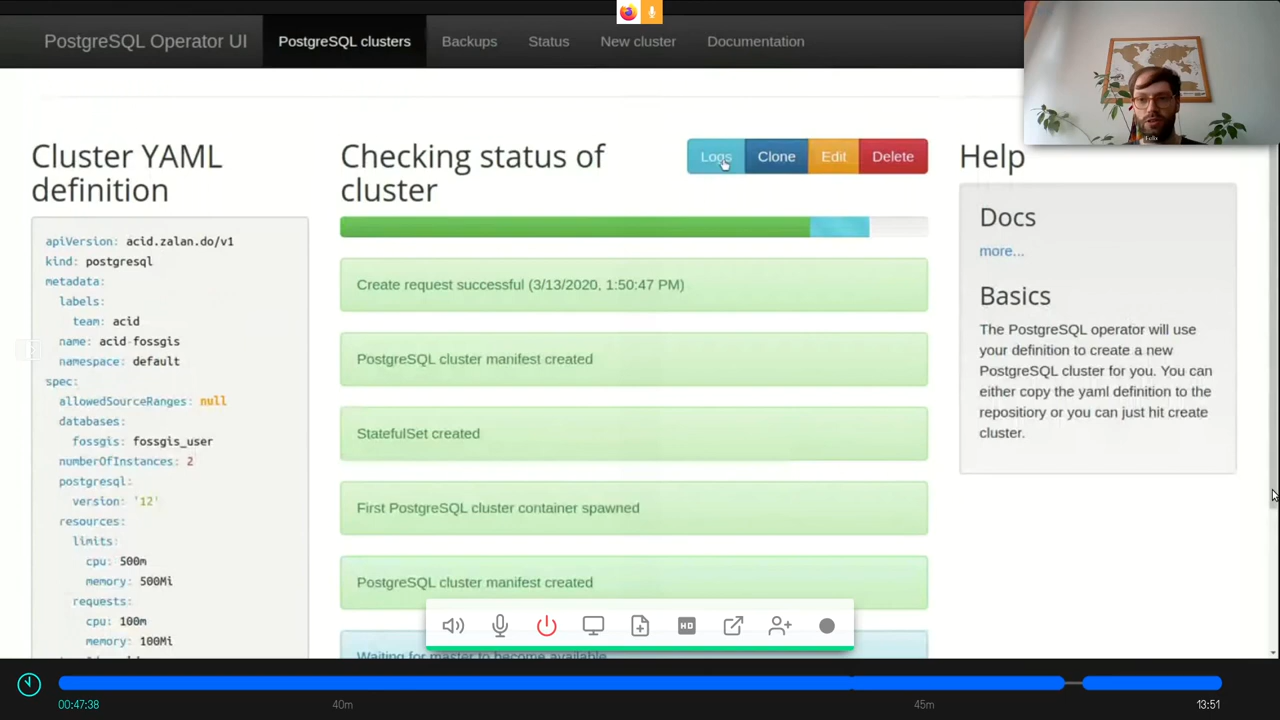 PostgreSQL Operator UI
PostgreSQL clusters
Backups
Status
New cluster
Documentation
Felix
Cluster YAML
definition
apiVersion: acid.zalan.do/v1
kind: postgresql
metadata:
labels:
team: acid
name: acid-fossgis
namespace: default
spec:
allowedSourceRanges: null
databases:
fossgis: fossgis_user
numberOfInstances: 2
postgresql:
version: '12'
resources:
limits:
cpu: 500m
memory: 500Mi
requests:
cpu: 100m
memory: 100Mi
Checking status of
cluster
Logs
Clone
Edit
Delete
Create request successful (3/13/2020, 1:50:47 PM)
PostgreSQL cluster manifest created
StatefulSet created
First PostgreSQL cluster container spawned
PostgreSQL cluster manifest created
Waiting for master to become available
Help
Docs
more...
Basics
The PostgreSQL operator will use
your definition to create a new
PostgreSQL cluster for you. You can
either copy the yaml definition to the
repositiory or you can just hit create
cluster.
HD
00:47:38
40m
45m
13:51